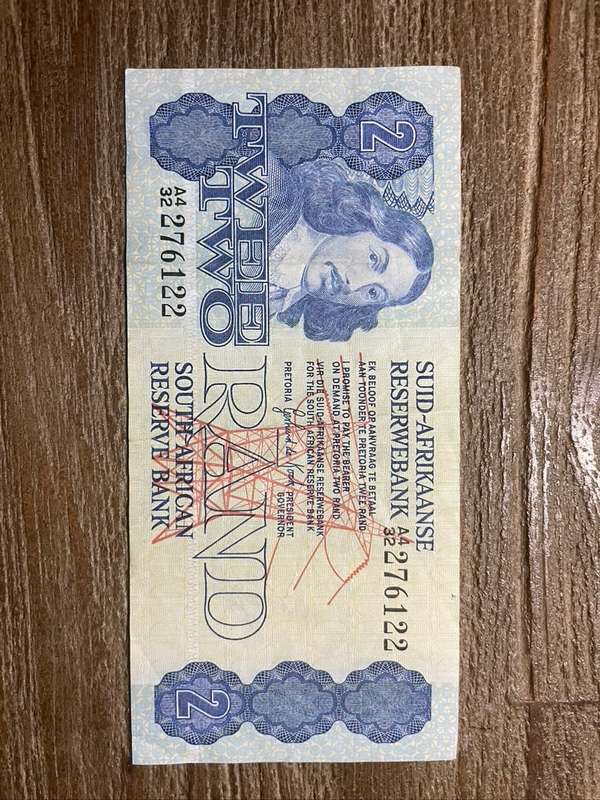 2
TWEE
TWO
RAND
SUID-AFRIKAANSE
RESERWEBANK
A4
32 276122
EK BELOOF OP AANVRAAG TE BETAAL
AAN TOONDER TE PRETORIA TWEE RAND
I PROMISE TO PAY THE BEARER
ON DEMAND AT PRETORIA TWO RAND
VIR DIE SUID-AFRIKAANSE RESERWEBANK
FOR THE SOUTH AFRICAN RESERVE BANK
PRETORIA PRESIDENT
GOVERNOR
A4
32 276122
SOUTH AFRICAN
RESERVE BANK
2